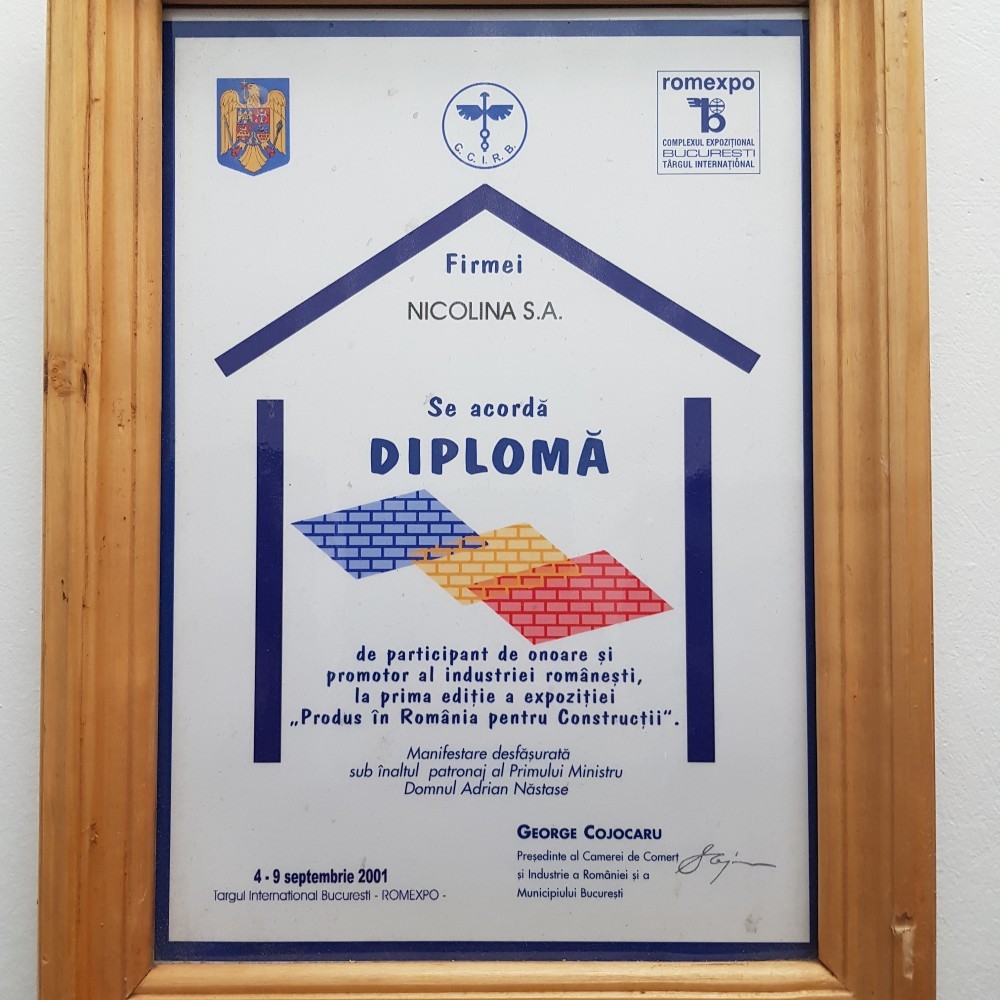 romexpo
C. C. I. R. B.
COMPLEXUL EXPOZIȚIONAL
BUCUREȘTI
TÂRGUL INTERNAȚIONAL
Firmei
NICOLINA S.A.
Se acordă
DIPLOMĂ
de participant de onoare și
promotor al industriei românești,
la prima ediție a expoziției
„Produs în România pentru Construcții”.
Manifestare desfășurată
sub înaltul patronaj al Primului Ministru
Domnul Adrian Năstase
GEORGE COJOCARU
Președinte al Camerei de Comerț
și Industrie a României și a
Municipiului București
4 - 9 septembrie 2001
Targul International Bucuresti - ROMEXPO -